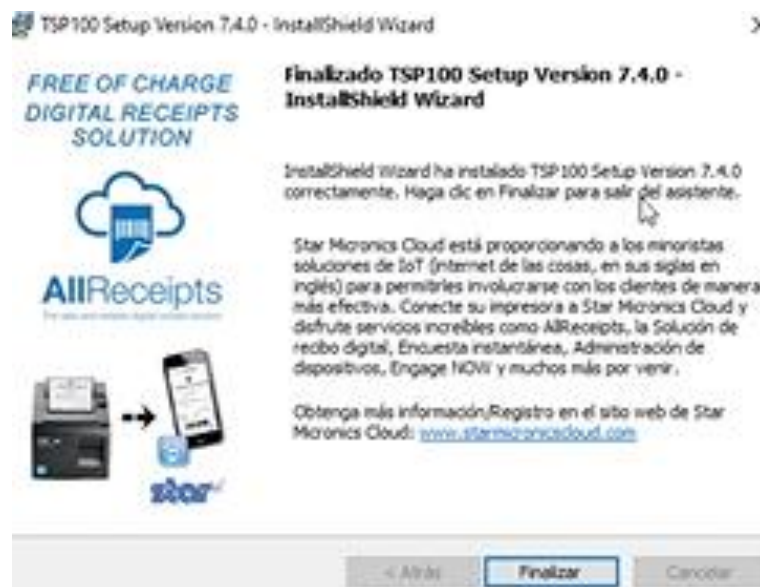 TSP100 Setup Version 7.4.0 - InstallShield Wizard
FREE OF CHARGE
DIGITAL RECEIPTS
SOLUTION
AllReceipts
star
Finalizado TSP100 Setup Version 7.4.0 -
InstallShield Wizard
InstallShield Wizard ha instalado TSP100 Setup Version 7.4.0
correctamente. Haga clic en Finalizar para salir del asistente.
Star Micronics Cloud está proporcionando a los minoristas
soluciones de IoT (internet de las cosas, en sus siglas en
inglés) para permitirles involucrarse con los clientes de manera
más efectiva. Conecte su impresora a Star Micronics Cloud y
disfrute servicios increíbles como AllReceipts, la Solución de
recibo digital, Encuesta instantánea, Administración de
dispositivos, Engage NOW y muchos más por venir.
Obtenga más información/Registro en el sitio web de Star
Micronics Cloud: www.starmicronicscloud.com
< Atrás
Finalizar
Cancelar